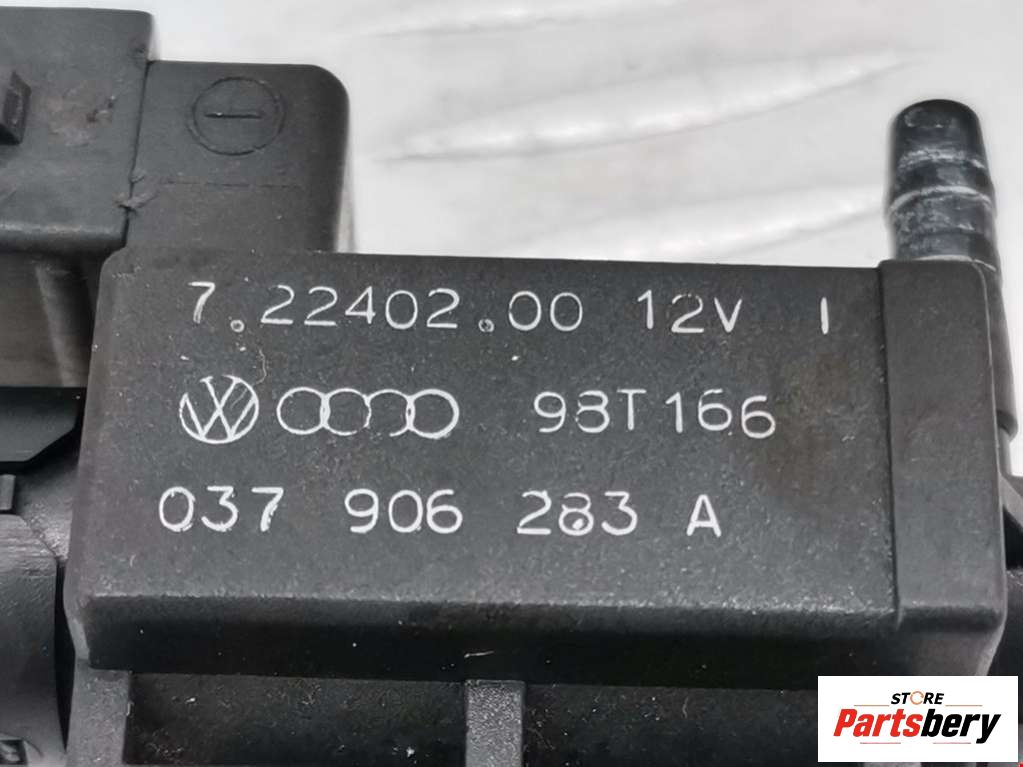 7.22402.00 12V I
98T166
037 906 283 A
STORE
Partsbery